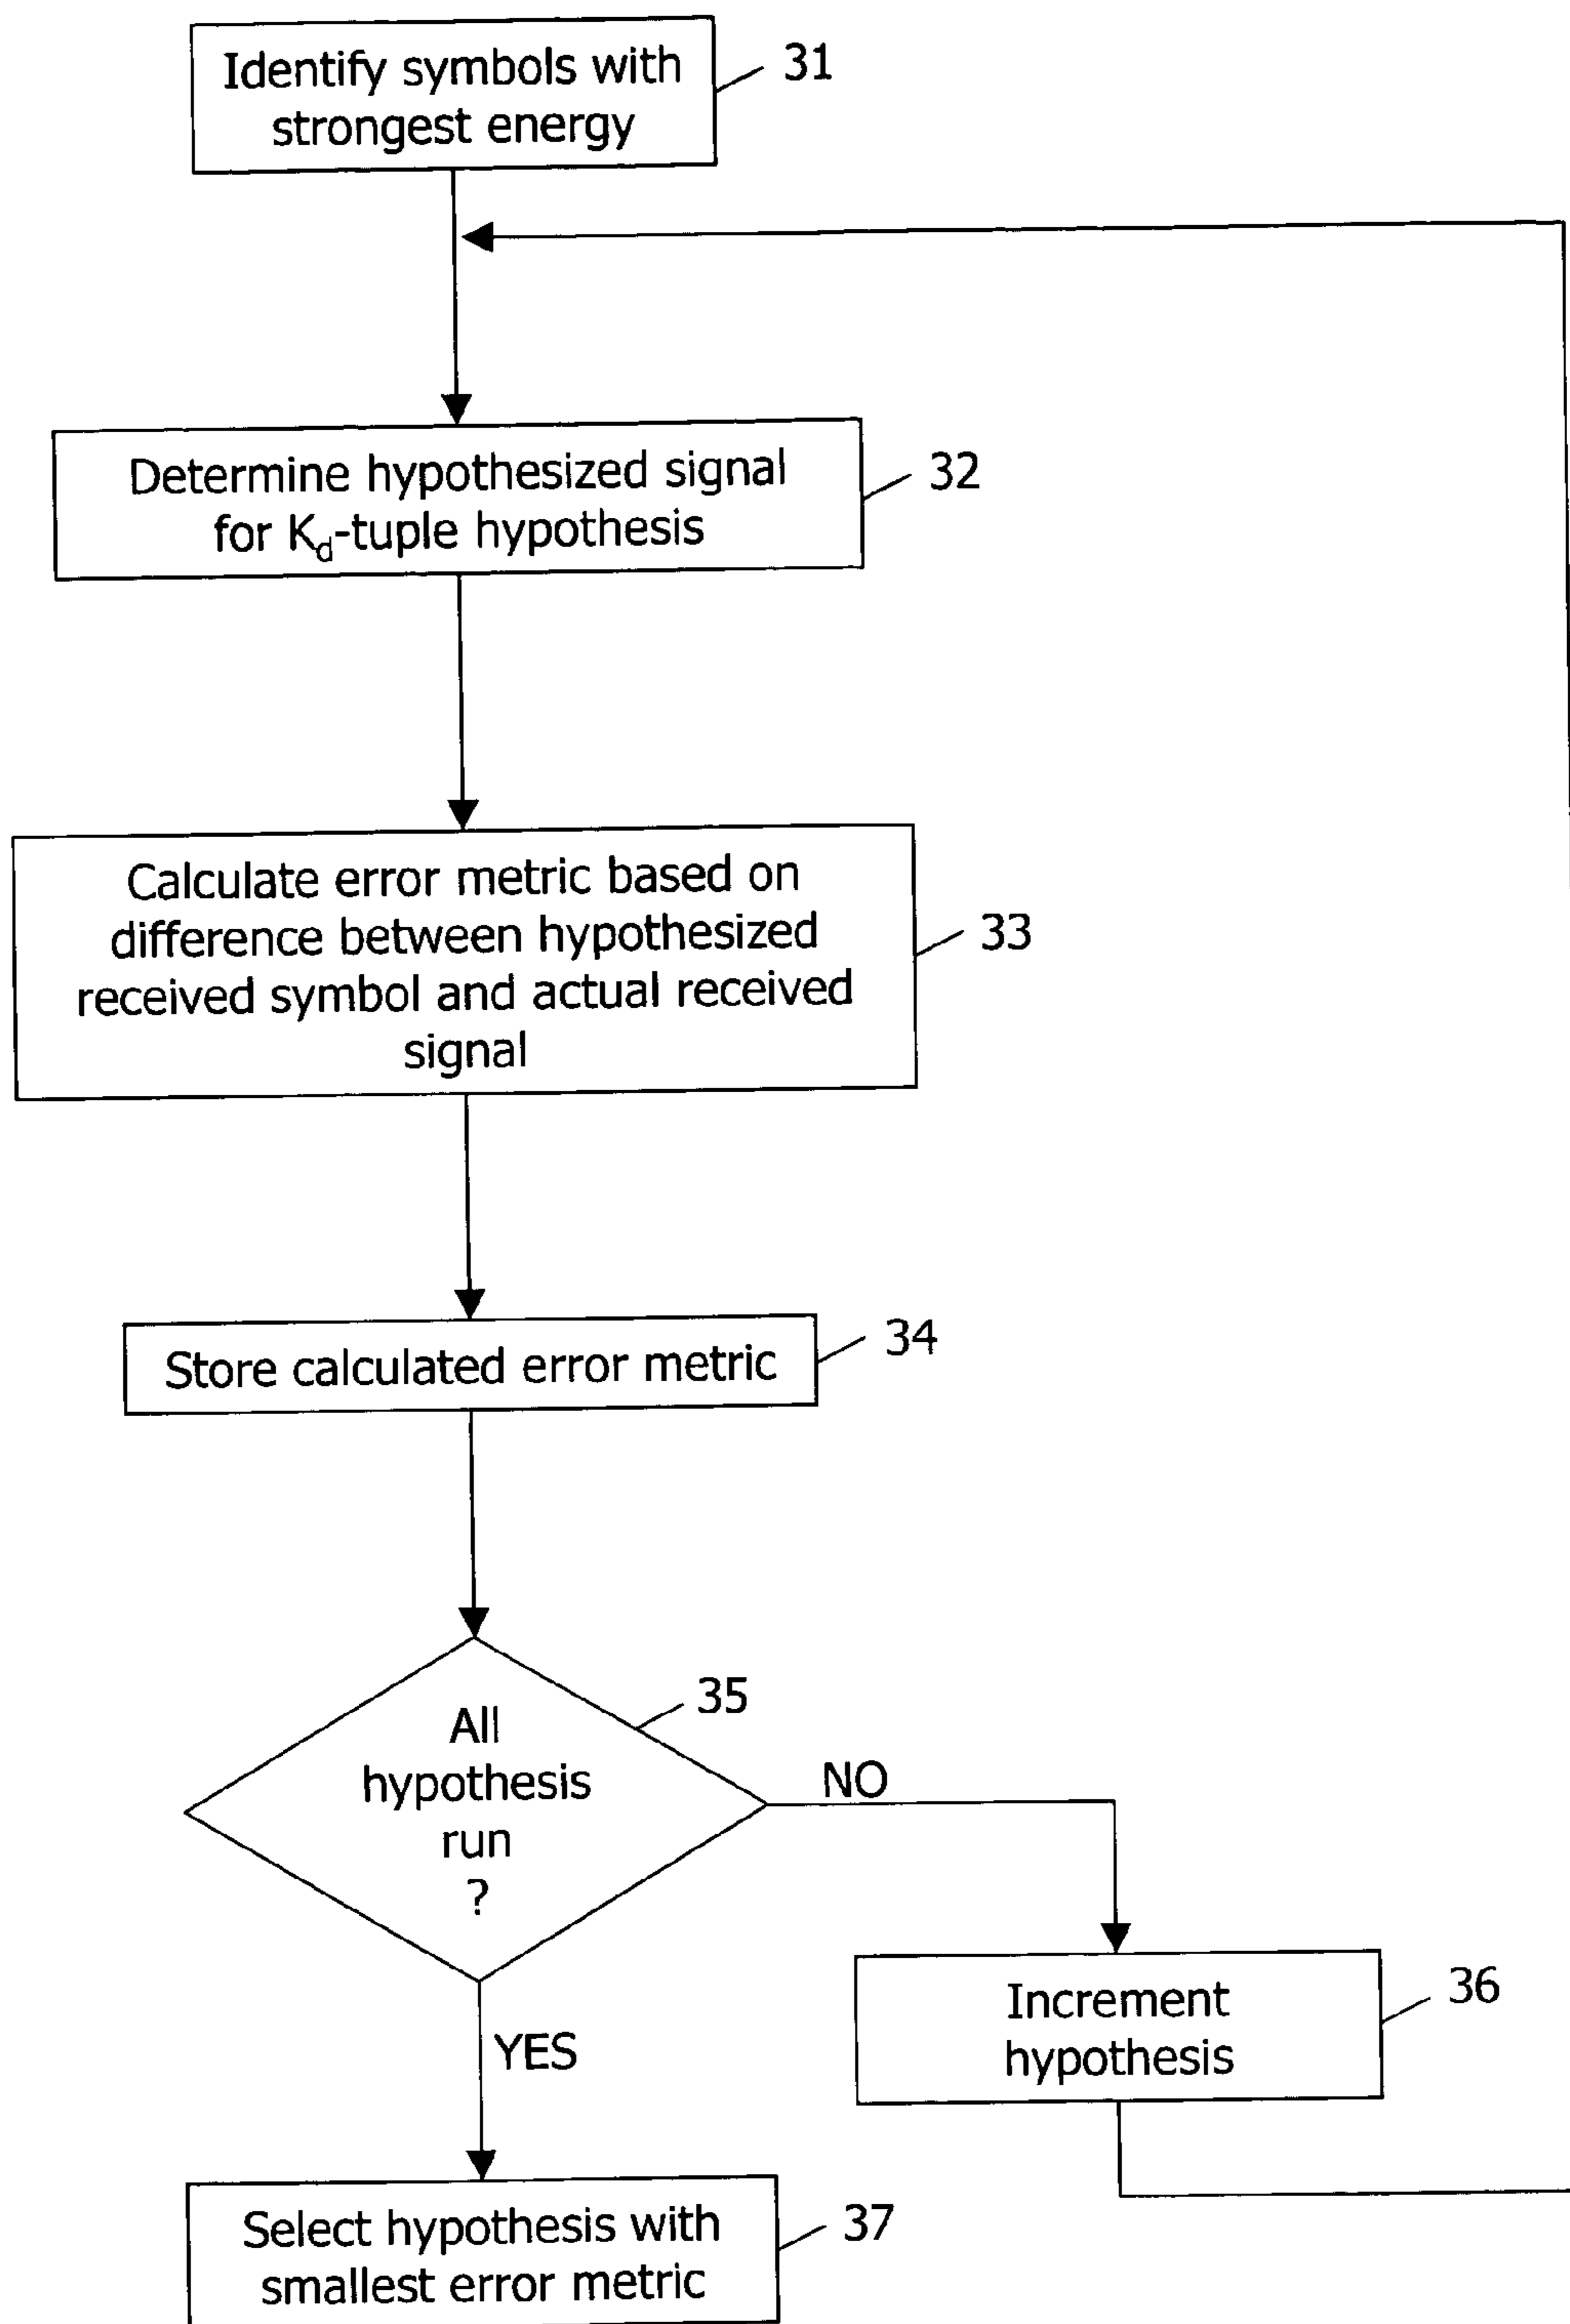 Identify symbols with
strongest energy
31
Determine hypothesized signal
for Kd-tuple hypothesis
32
Calculate error metric based on
difference between hypothesized
received symbol and actual received
signal
33
Store calculated error metric
34
All
hypothesis
run
?
35
NO
YES
Increment
hypothesis
36
Select hypothesis with
smallest error metric
37